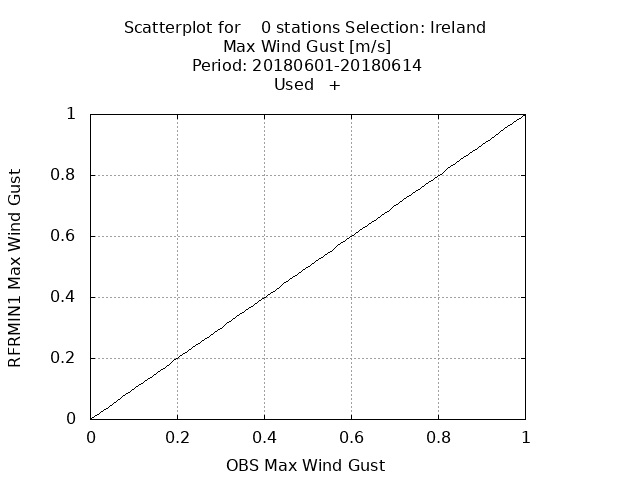 Scatterplot for    0 stations Selection: Ireland
Max Wind Gust [m/s]
Period: 20180601-20180614
Used   +
1
0.8
0.6
0.4
0.2
0
RFRMIN1 Max Wind Gust
0 0.2 0.4 0.6 0.8 1
OBS Max Wind Gust